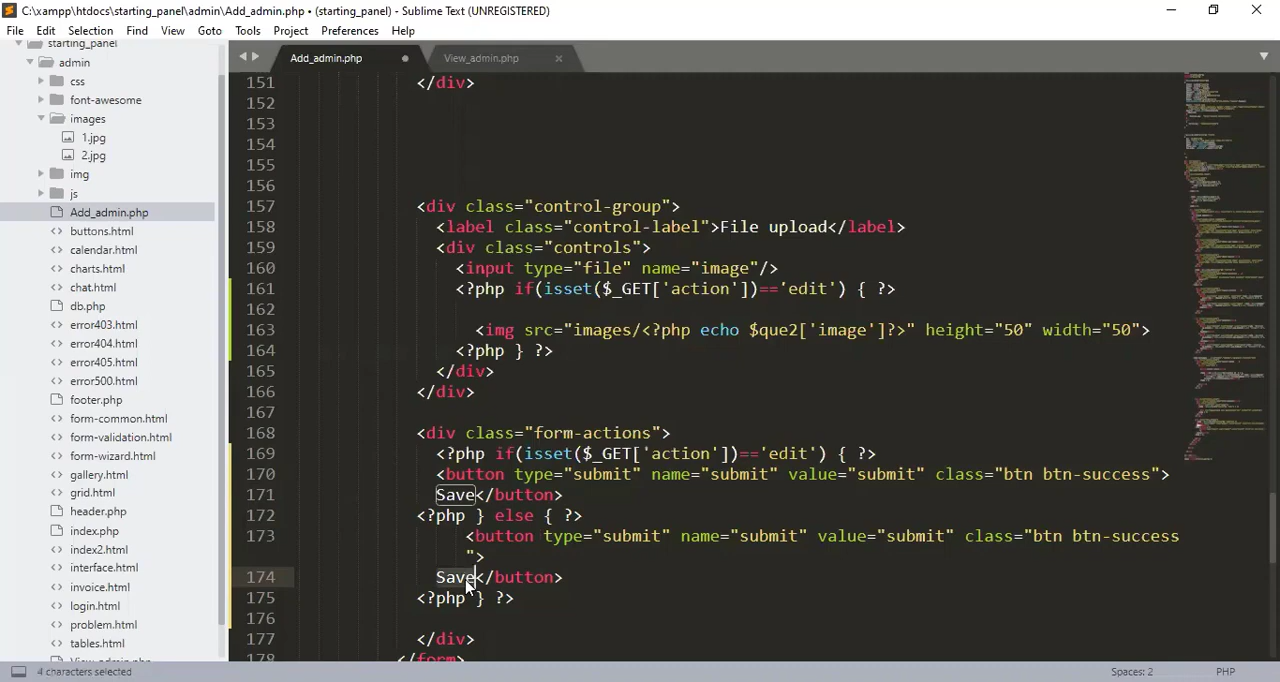 C:\xampp\htdocs\starting_panel\admin\Add_admin.php • (starting_panel) - Sublime Text (UNREGISTERED)
File Edit Selection Find View Goto Tools Project Preferences Help
starting_panel
admin
css
font-awesome
images
1.jpg
2.jpg
img
js
Add_admin.php
buttons.html
calendar.html
charts.html
chat.html
db.php
error403.html
error404.html
error405.html
error500.html
footer.php
form-common.html
form-validation.html
form-wizard.html
gallery.html
grid.html
header.php
index.php
index2.html
interface.html
invoice.html
login.html
problem.html
tables.html
View_admin.php
Add_admin.php View_admin.php
151 </div>
152
153
154
155
156
157 <div class="control-group">
158 <label class="control-label">File upload</label>
159 <div class="controls">
160 <input type="file" name="image"/>
161 <?php if(isset($_GET['action'])=='edit') { ?>
162
163 <img src="images/<?php echo $que2['image']?>" height="50" width="50">
164 <?php } ?>
165 </div>
166 </div>
167
168 <div class="form-actions">
169 <?php if(isset($_GET['action'])=='edit') { ?>
170 <button type="submit" name="submit" value="submit" class="btn btn-success">
171 Save</button>
172 <?php } else { ?>
173 <button type="submit" name="submit" value="submit" class="btn btn-success
">
174 Save</button>
175 <?php } ?>
176
177 </div>
178 </form>
4 characters selected Spaces: 2 PHP